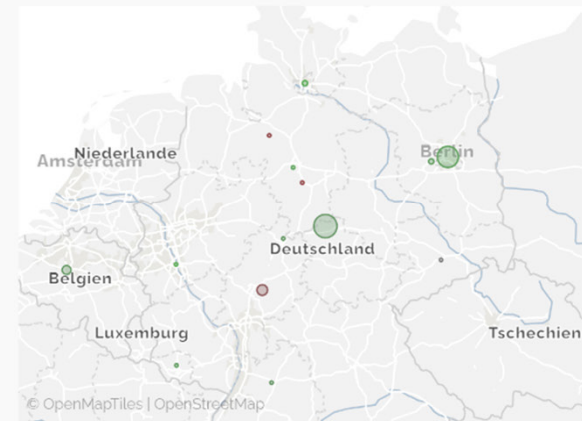 Berlin
Niederlande
Amsterdam
Deutschland
Belgien
Luxemburg
Tschechien
© OpenMapTiles | OpenStreetMap